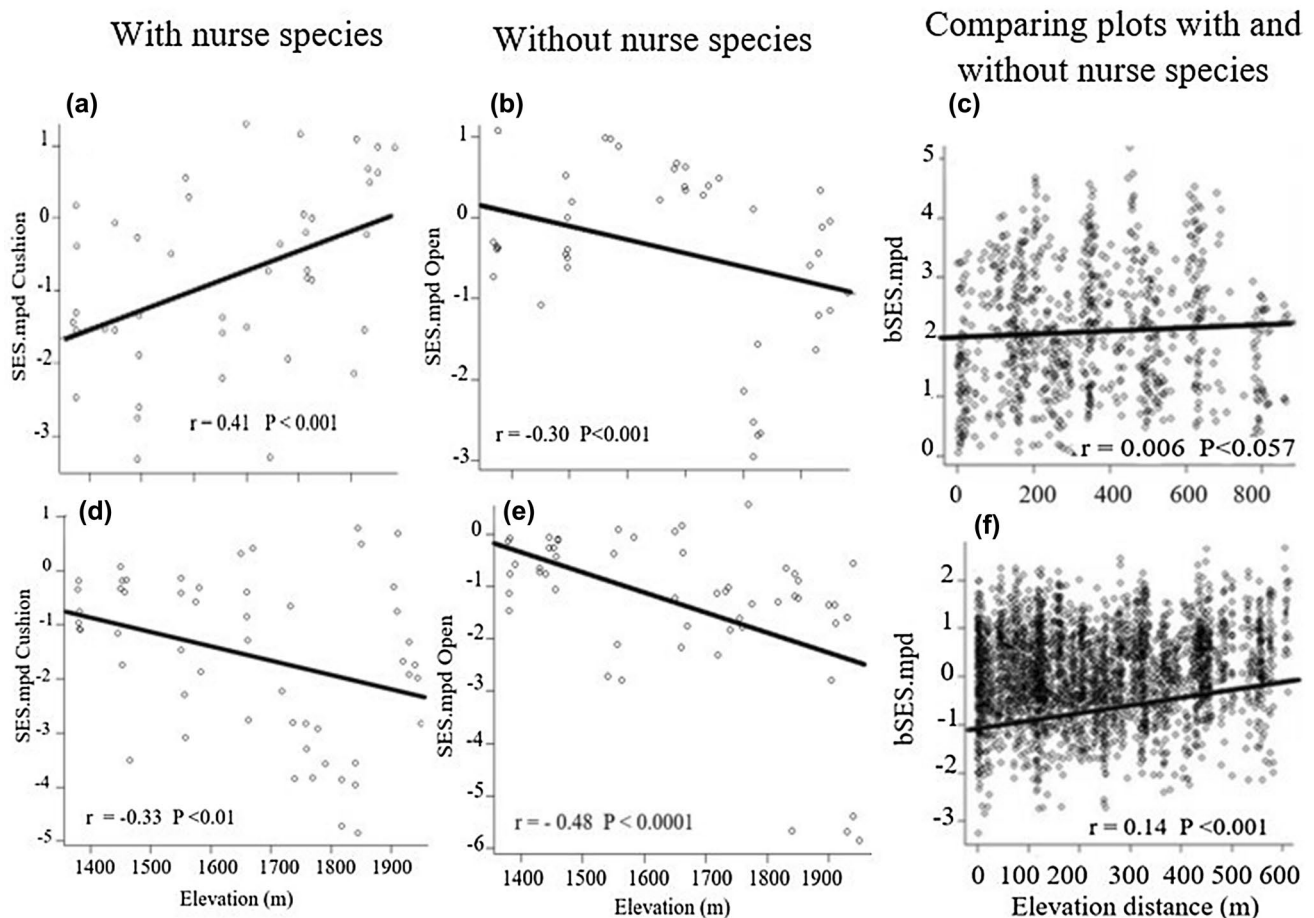 With nurse species
Without nurse species
Comparing plots with and
without nurse species
(a)
SES.mpd Cushion
1
0
-1
-2
-3
r = 0.41 P < 0.001
(b)
SES.mpd Open
1
0
-1
-2
-3
r = -0.30 P<0.001
(c)
bSES.mpd
5
4
3
2
1
0
r = 0.006 P<0.057
0 200 400 600 800
(d)
SES.mpd Cushion
1
0
-1
-2
-3
-4
-5
r = -0.33 P <0.01
1400 1500 1600 1700 1800 1900
Elevation (m)
(e)
SES.mpd Open
0
-1
-2
-3
-4
-5
-6
r = - 0.48 P < 0.0001
1400 1500 1600 1700 1800 1900
Elevation (m)
(f)
bSES.mpd
2
1
0
-1
-2
-3
r = 0.14 P <0.001
0 100 200 300 400 500 600
Elevation distance (m)